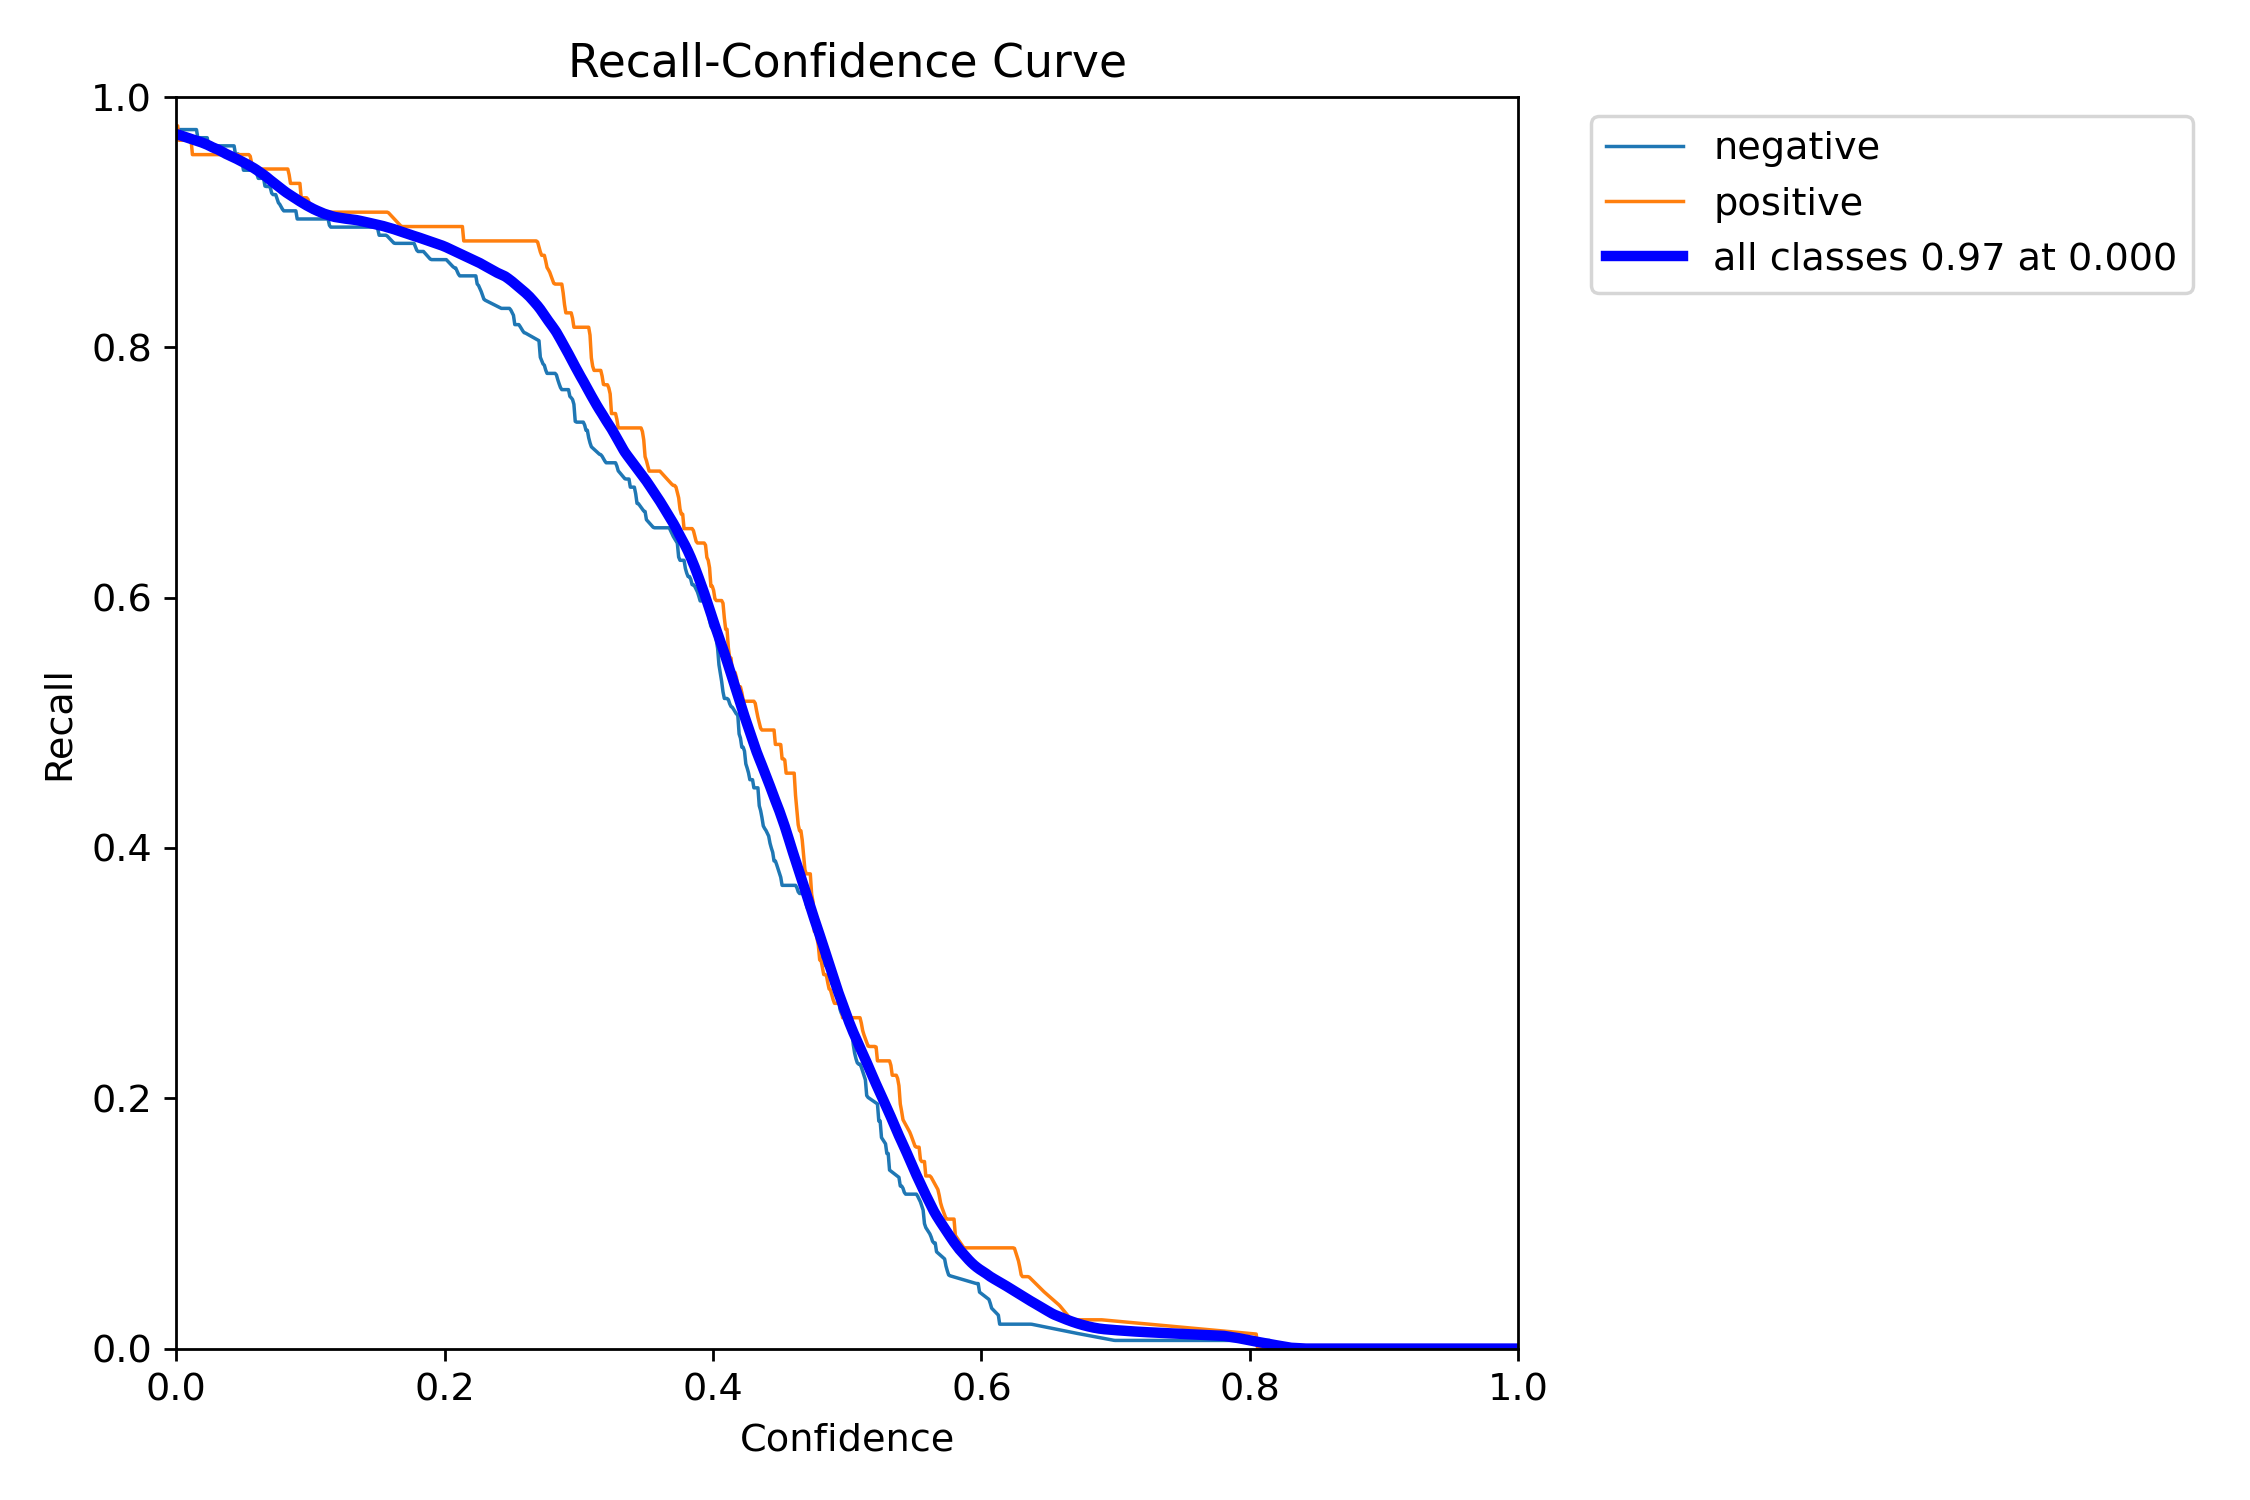 Recall-Confidence Curve
1.0
0.8
0.6
0.4
0.2
0.0
Recall
0.0 0.2 0.4 0.6 0.8 1.0
Confidence
negative
positive
all classes 0.97 at 0.000